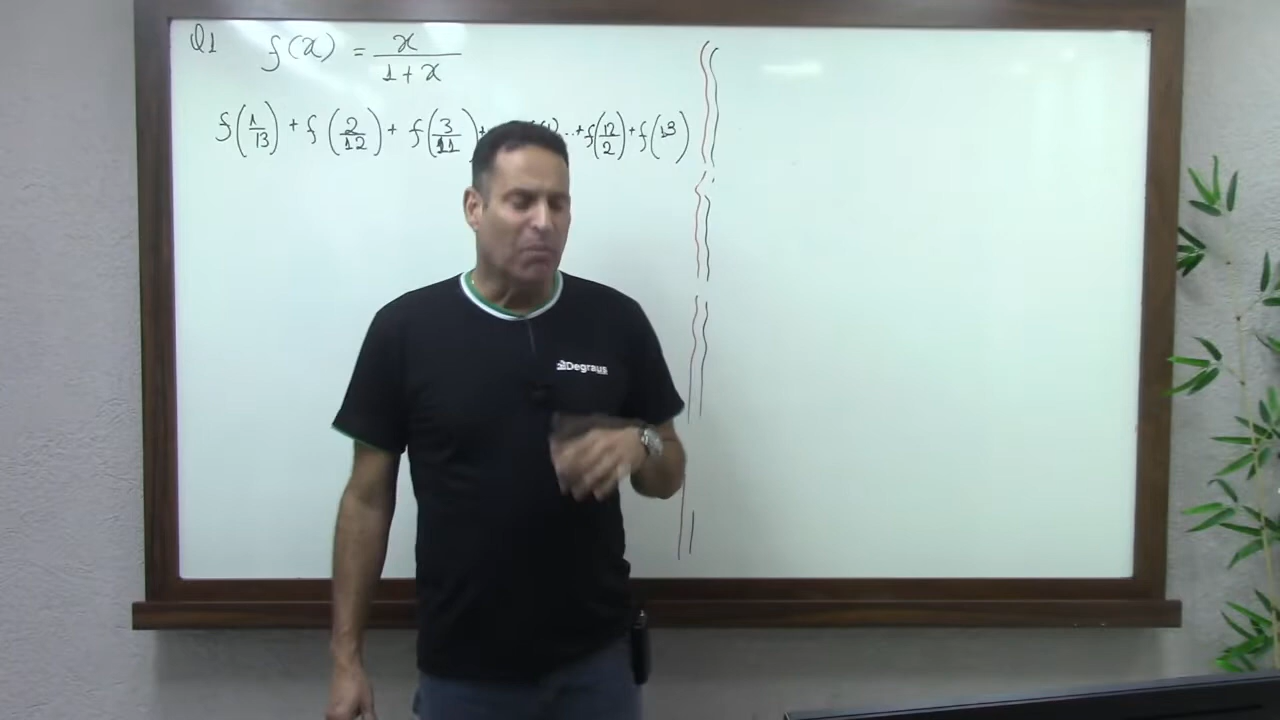 Q1 f(x) = x/(1+x)
f(1/13) + f(2/12) + f(3/11) + ...+f(12/2)+f(13)
Degraus